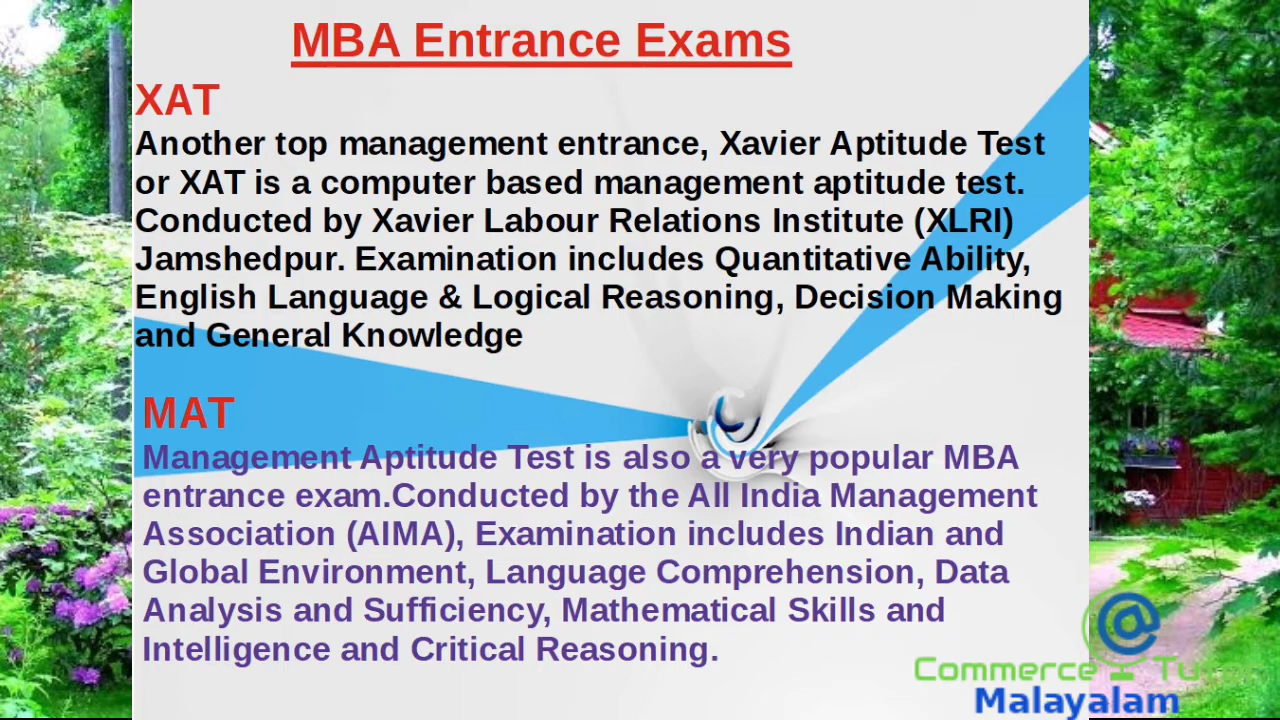 MBA Entrance Exams
XAT
Another top management entrance, Xavier Aptitude Test
or XAT is a computer based management aptitude test.
Conducted by Xavier Labour Relations Institute (XLRI)
Jamshedpur. Examination includes Quantitative Ability,
English Language & Logical Reasoning, Decision Making
and General Knowledge
MAT
Management Aptitude Test is also a very popular MBA
entrance exam.Conducted by the All India Management
Association (AIMA), Examination includes Indian and
Global Environment, Language Comprehension, Data
Analysis and Sufficiency, Mathematical Skills and
Intelligence and Critical Reasoning.
Commerce
Malayalam